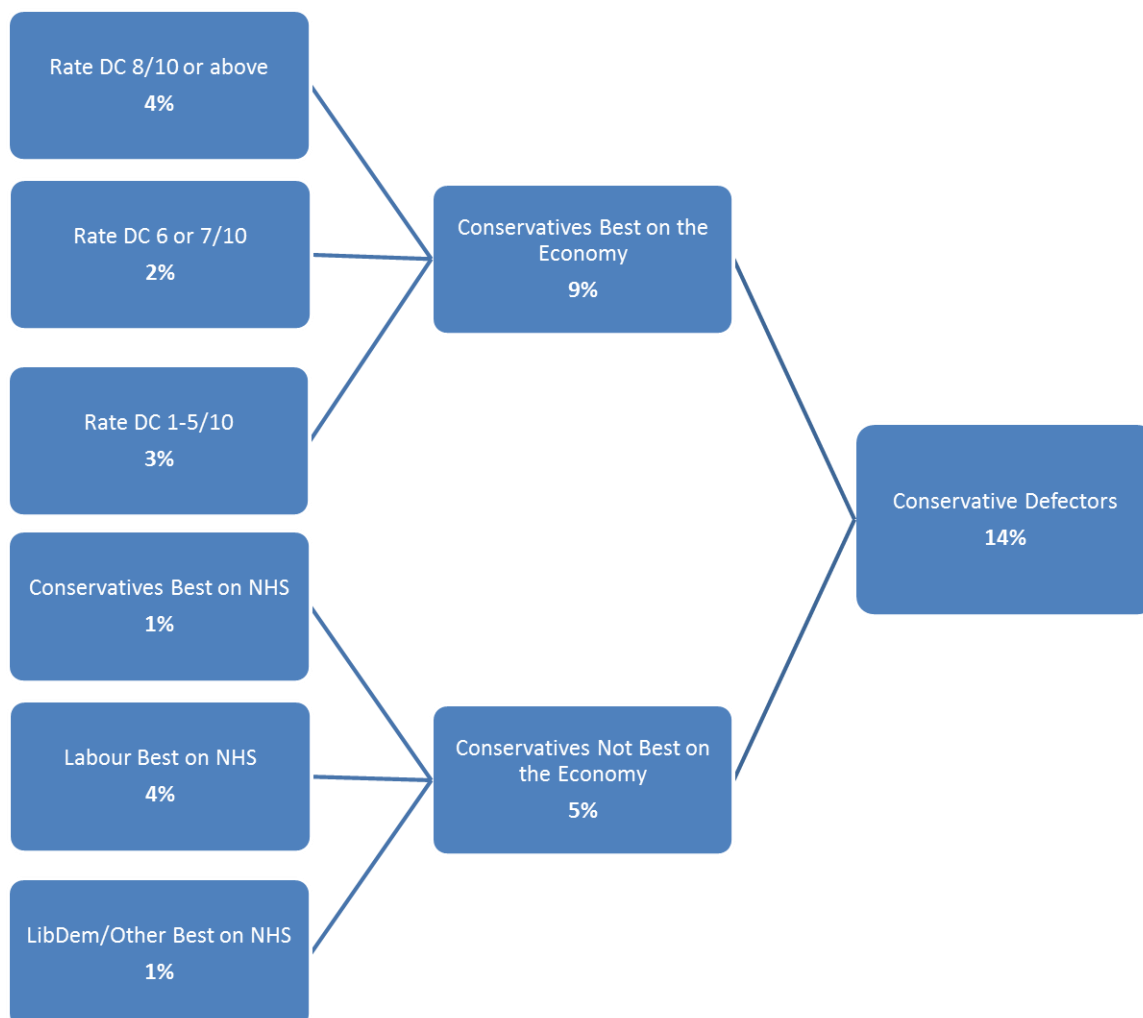 Rate DC 8/10 or above
4%
Rate DC 6 or 7/10
2%
Rate DC 1-5/10
3%
Conservatives Best on NHS
1%
Labour Best on NHS
4%
LibDem/Other Best on NHS
1%
Conservatives Best on the
Economy
9%
Conservatives Not Best on
the Economy
5%
Conservative Defectors
14%